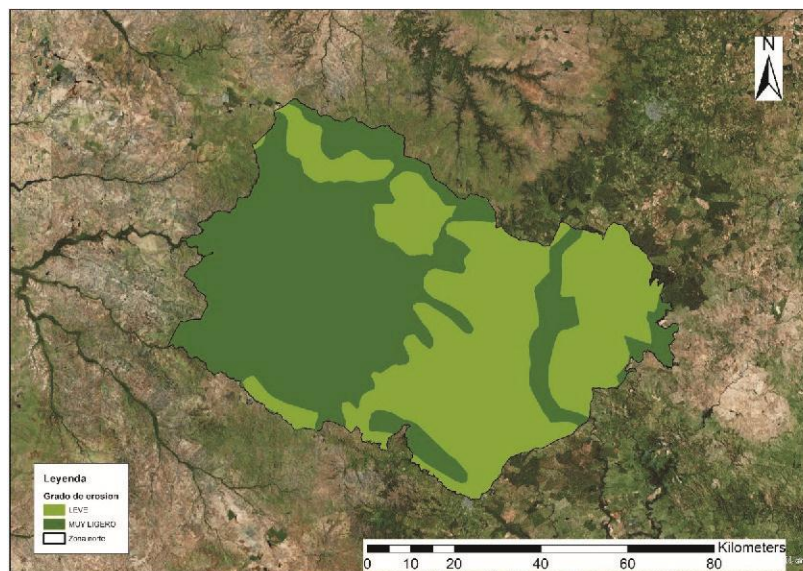 N
Leyenda
Grado de erosion
LEVE
MUY LIGERO
Zona norte
Kilometers
0 10 20 40 60 80